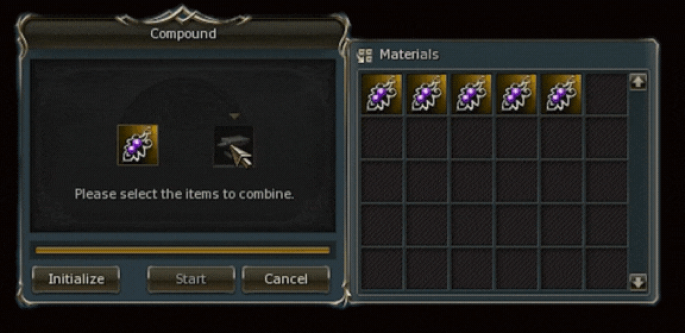 Compound
Materials
Please select the items to combine.
Initialize
Start
Cancel